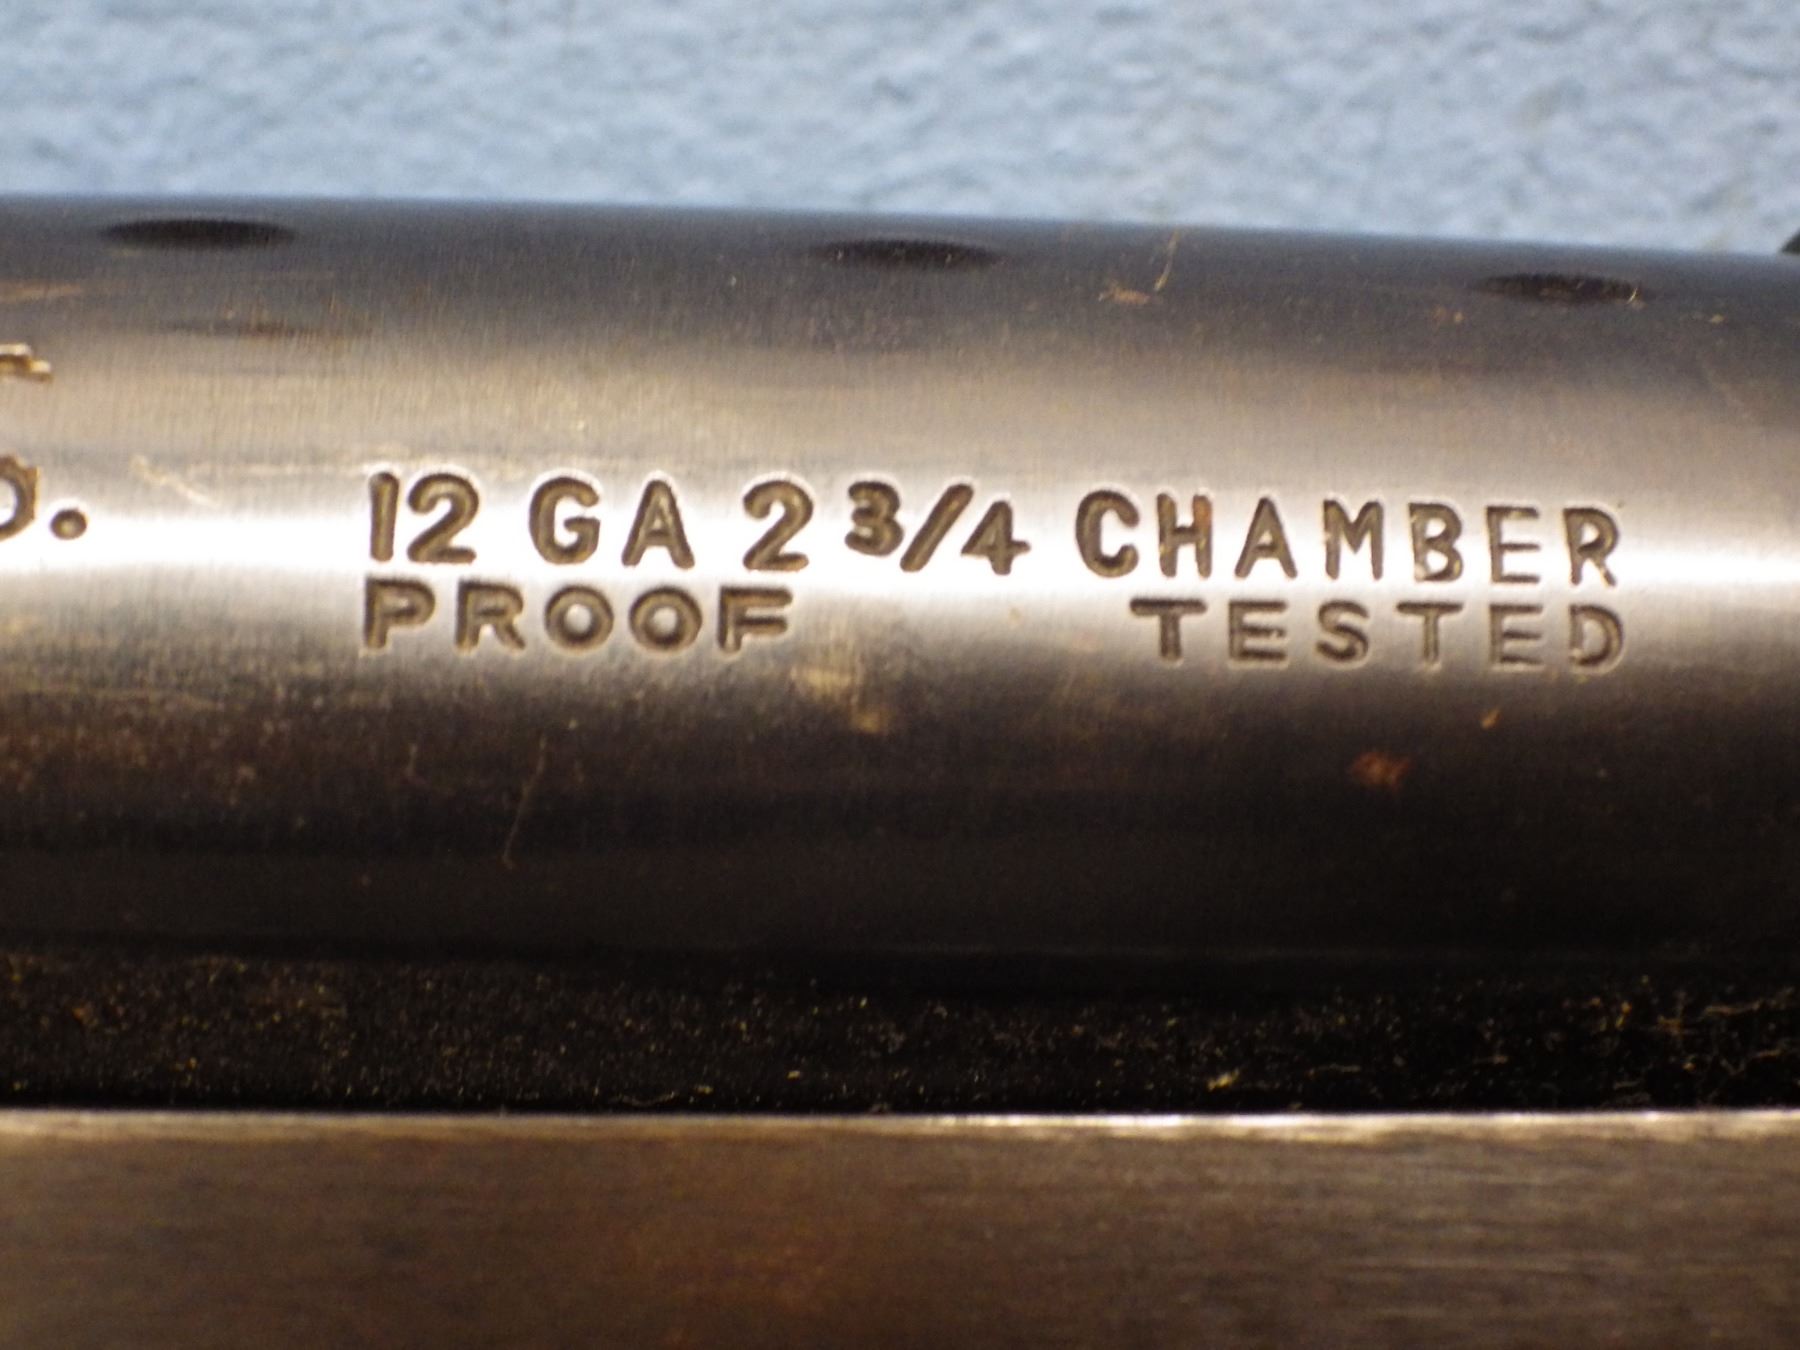 12 GA 2 3/4 CHAMBER
PROOF TESTED